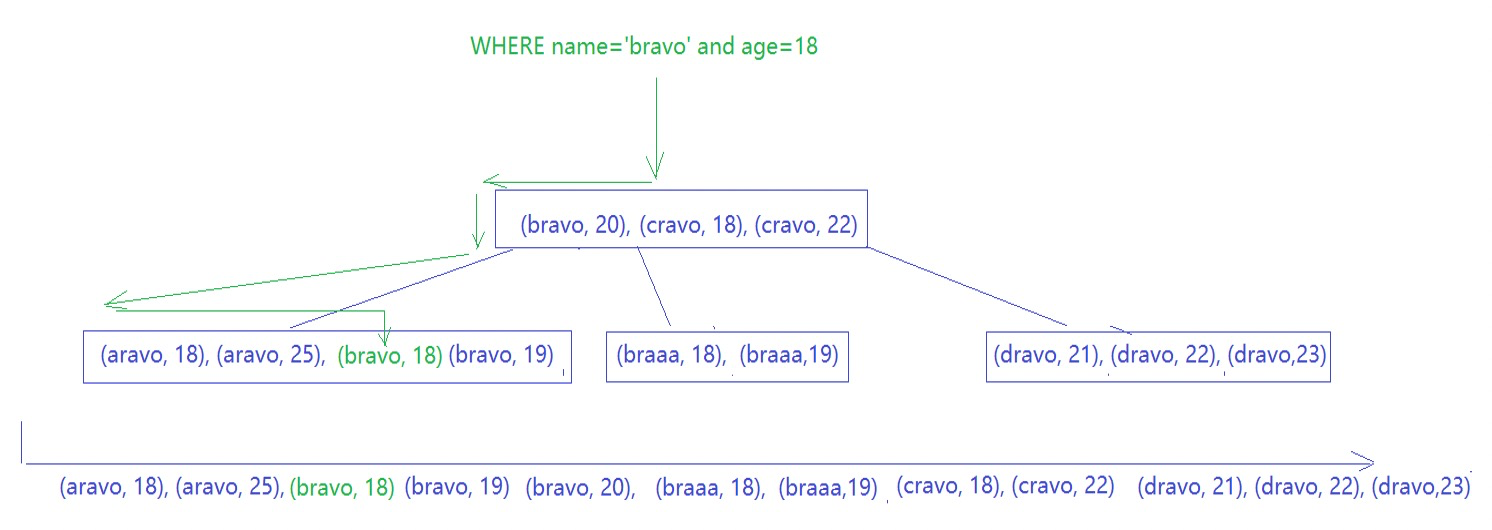 WHERE name='bravo' and age=18
(bravo, 20), (cravo, 18), (cravo, 22)
(aravo, 18), (aravo, 25), (bravo, 18) (bravo, 19)
(braaa, 18), (braaa,19)
(dravo, 21), (dravo, 22), (dravo,23)
(aravo, 18), (aravo, 25), (bravo, 18) (bravo, 19) (bravo, 20), (braaa, 18), (braaa,19) (cravo, 18), (cravo, 22) (dravo, 21), (dravo, 22), (dravo,23)